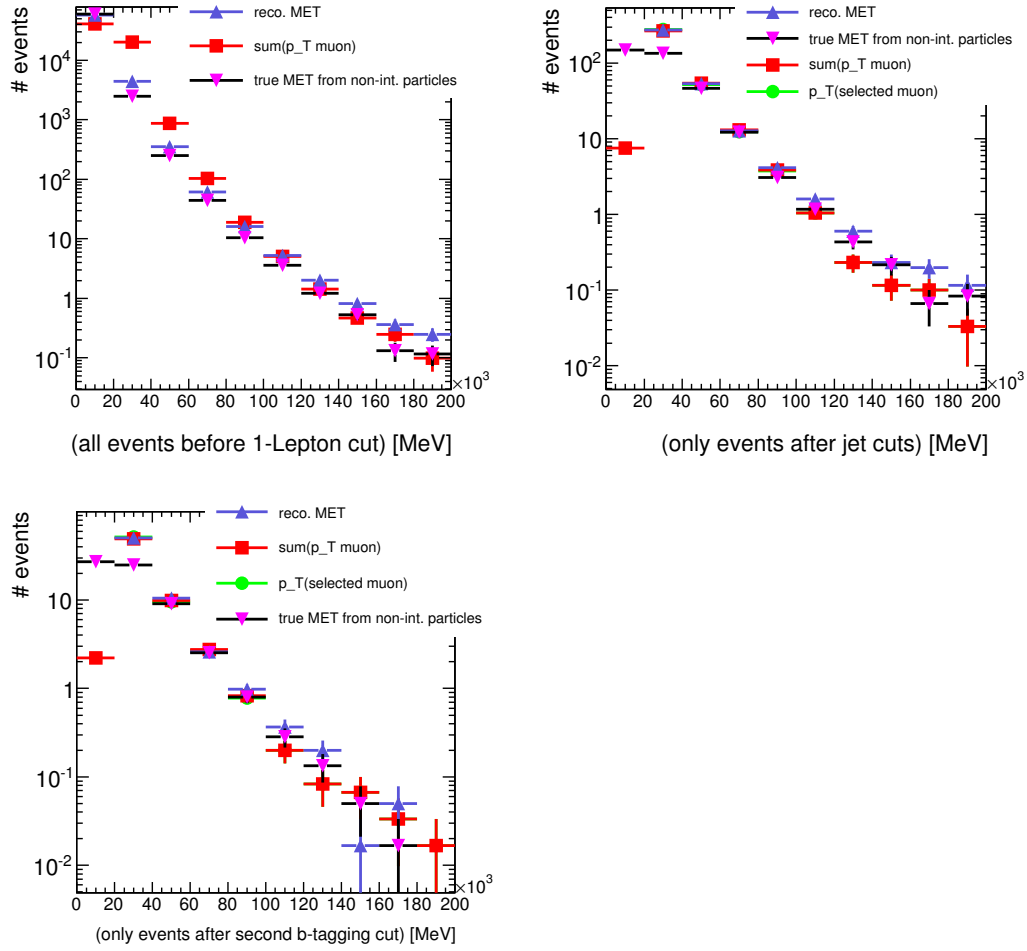 # events
reco. MET
sum(p_T muon)
true MET from non-int. particles
10^4
10^3
10^2
10
1
10^-1
0 20 40 60 80 100 120 140 160 180 200
×10^3
(all events before 1-Lepton cut) [MeV]
# events
reco. MET
true MET from non-int. particles
sum(p_T muon)
p_T(selected muon)
10^2
10
1
10^-1
10^-2
0 20 40 60 80 100 120 140 160 180 200
×10^3
(only events after jet cuts) [MeV]
# events
reco. MET
sum(p_T muon)
p_T(selected muon)
true MET from non-int. particles
10
1
10^-1
10^-2
0 20 40 60 80 100 120 140 160 180 200
×10^3
(only events after second b-tagging cut) [MeV]